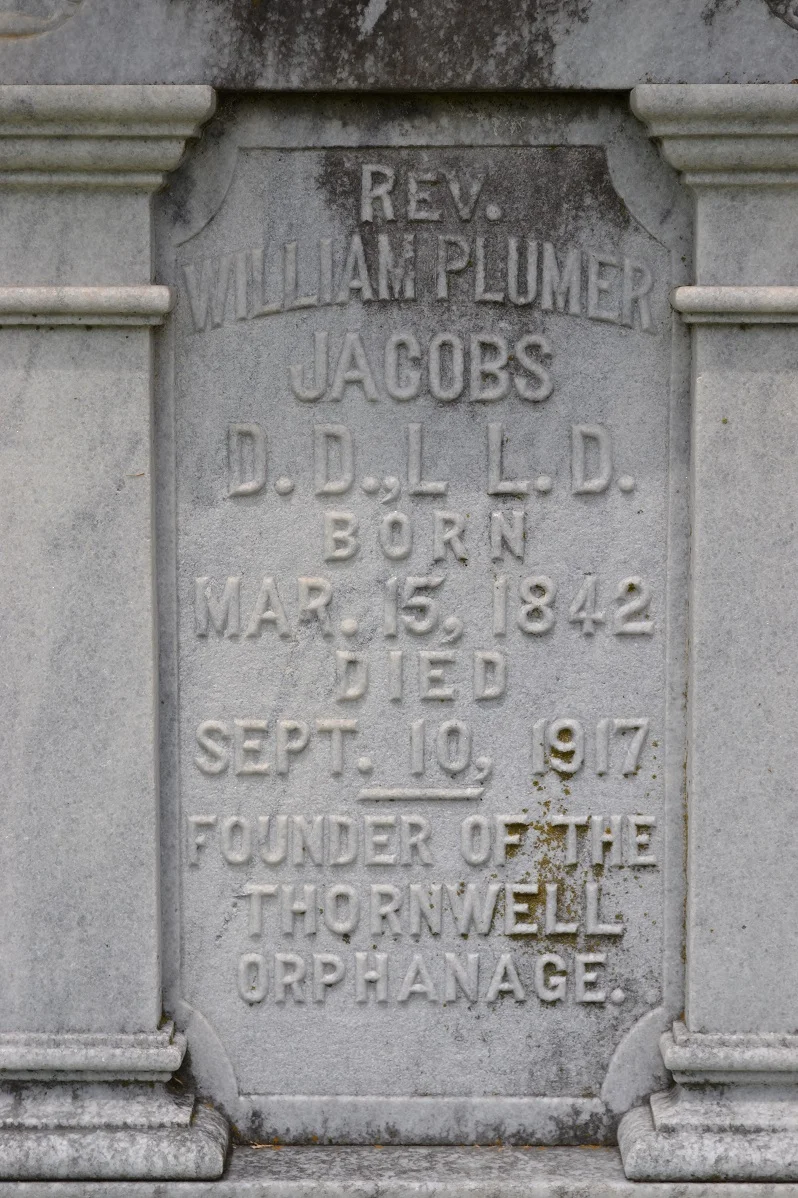 REV.
WILLIAM PLUMER
JACOBS
D. D., L L. D.
BORN
MAR. 15, 1842
DIED
SEPT. 10, 1917
FOUNDER OF THE
THORNWELL
ORPHANAGE.